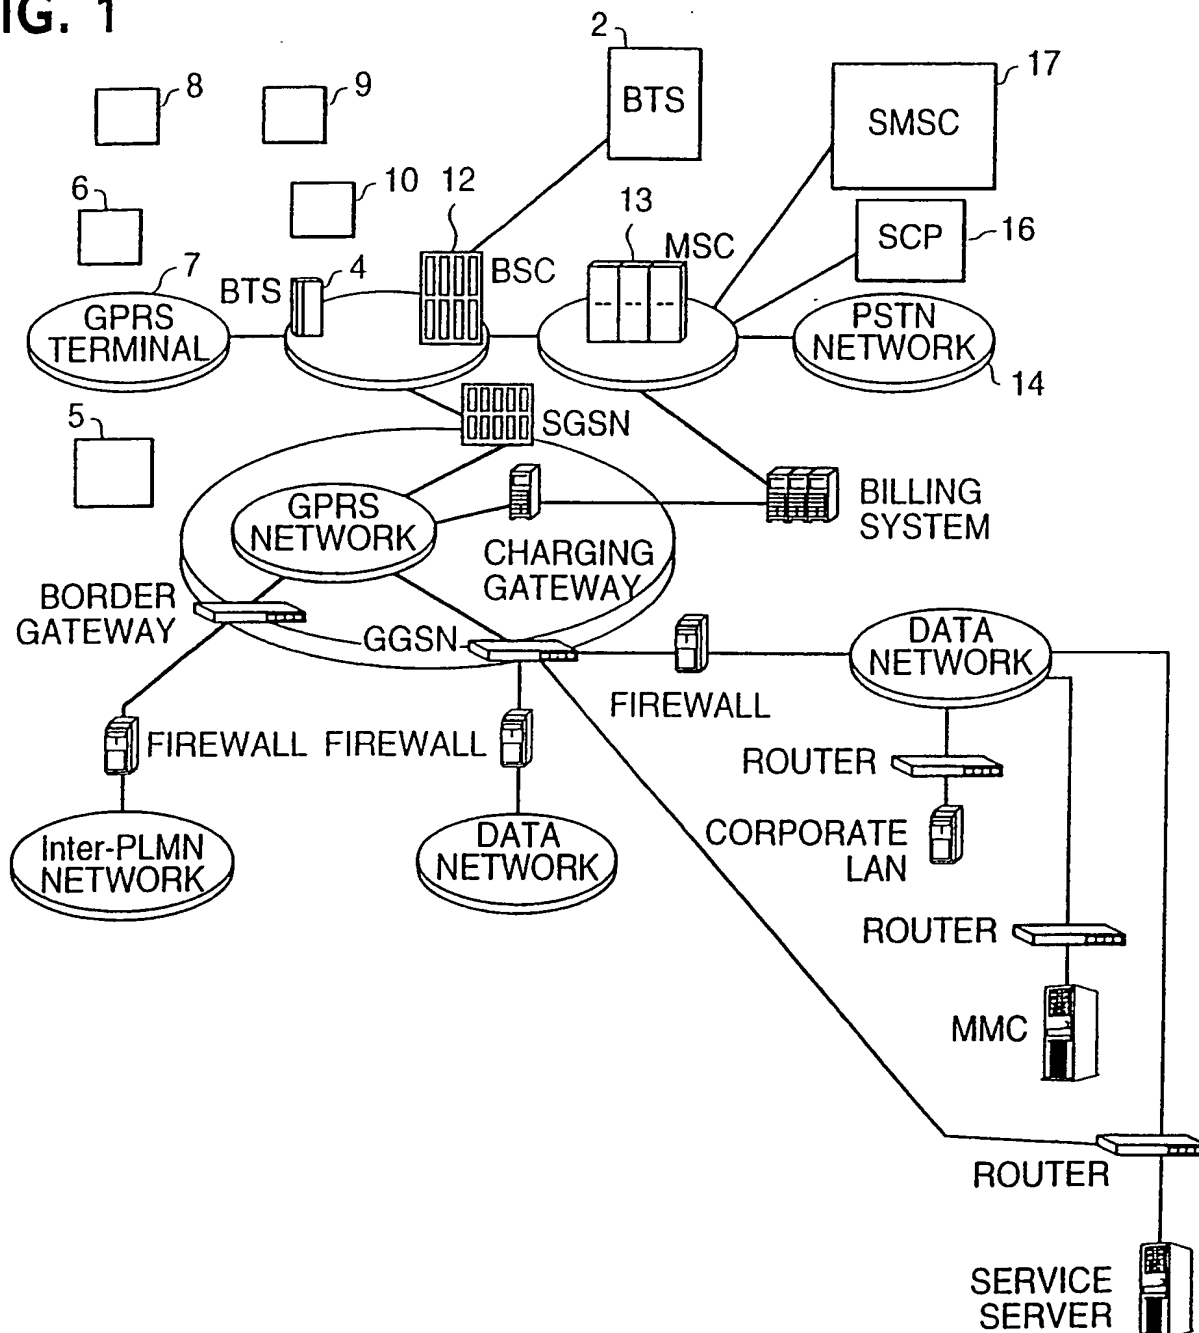 IG. 1
2
BTS
17
SMSC
8
9
6
10
12
13
MSC
SCP
16
7
BTS
4
BSC
GPRS
TERMINAL
PSTN
NETWORK
14
5
SGSN
GPRS
NETWORK
BILLING
SYSTEM
CHARGING
GATEWAY
BORDER
GATEWAY
GGSN
DATA
NETWORK
FIREWALL
FIREWALL
FIREWALL
ROUTER
Inter-PLMN
NETWORK
DATA
NETWORK
CORPORATE
LAN
ROUTER
MMC
ROUTER
SERVICE
SERVER